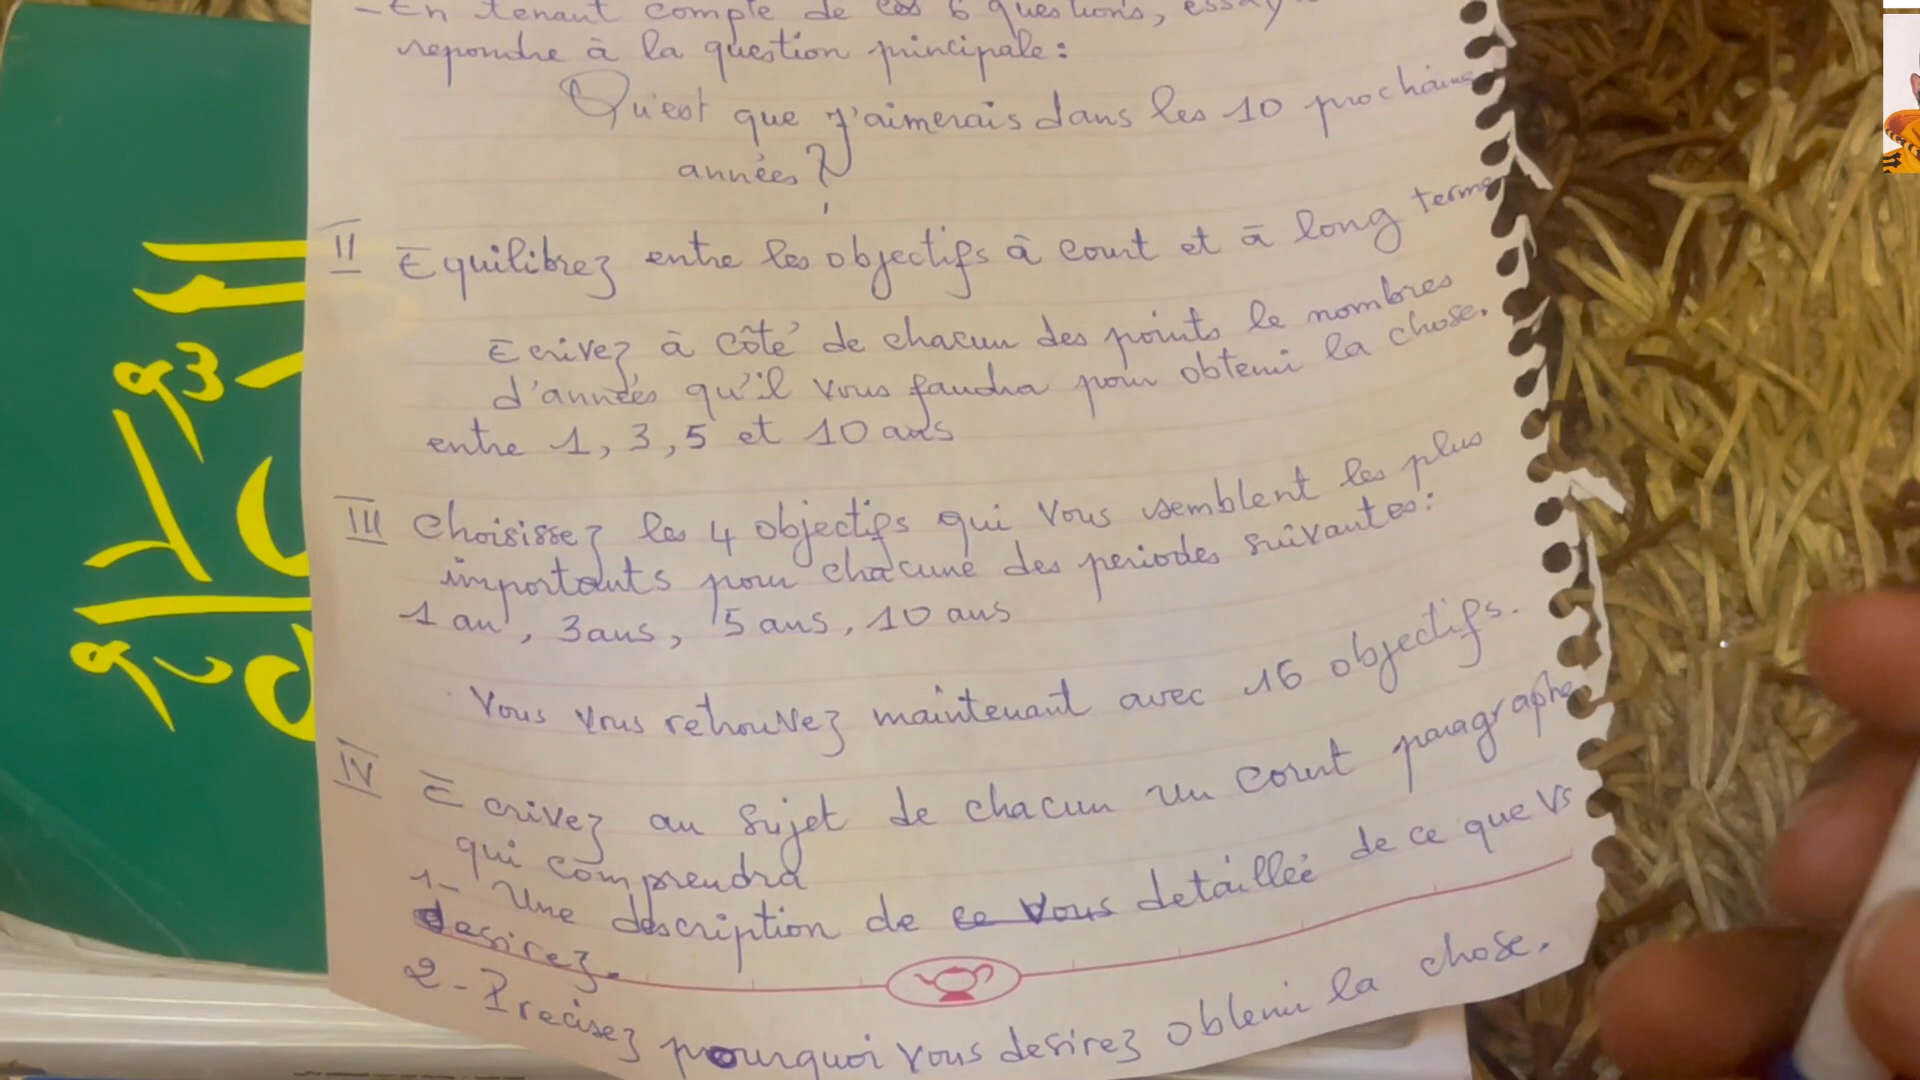 - En tenant compte de ces 6 questions,
repondre à la question principale :
Qu'est que j'aimerais dans les 10 prochaines
années ?
II Equilibrez entre les objectifs à court et à long terme
Ecrivez à côté de chacun des points le nombres
d'années qu'il vous faudra pour obtenir la chose.
entre 1, 3, 5 et 10 ans
III Choisissez les 4 objectifs qui vous semblent les plus
importants pour chacune des periodes suivantes :
1 an, 3 ans, 5 ans, 10 ans
Vous vous retrouvez maintenant avec 16 objectifs.
IV Ecrivez au sujet de chacun un court paragraphe
qui comprendra
1- Une description de ce vous detaillée de ce que vs
desirez.
2- Precisez pourquoi vous desirez obtenir la chose.